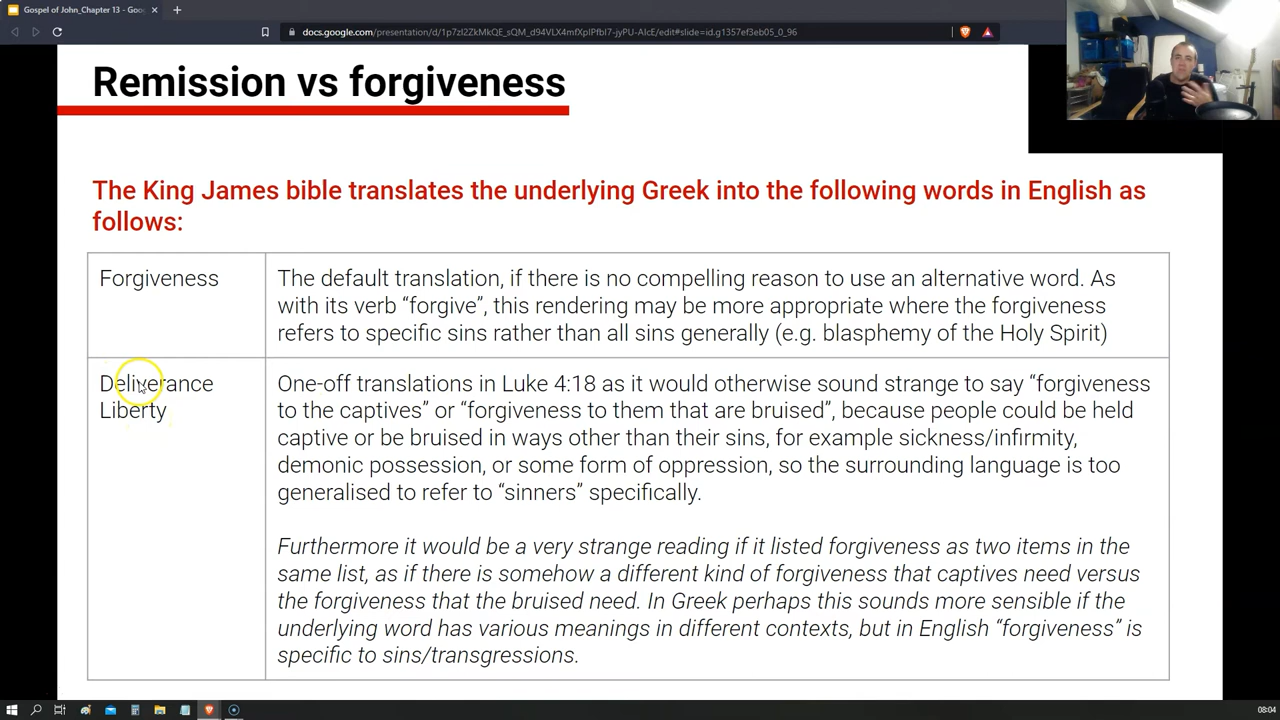 Gospel of John_Chapter 13 - Goo
docs.google.com/presentation/d/1p7zl2ZkMkQE_sQM_d94VLX4mfXpIPfbI7-jyPU-AIcE/edit#slide=id.g1357ef3eb05_0_96
Remission vs forgiveness
The King James bible translates the underlying Greek into the following words in English as
follows:
Forgiveness
The default translation, if there is no compelling reason to use an alternative word. As
with its verb “forgive”, this rendering may be more appropriate where the forgiveness
refers to specific sins rather than all sins generally (e.g. blasphemy of the Holy Spirit)
Deliverance
Liberty
One-off translations in Luke 4:18 as it would otherwise sound strange to say “forgiveness
to the captives” or “forgiveness to them that are bruised”, because people could be held
captive or be bruised in ways other than their sins, for example sickness/infirmity,
demonic possession, or some form of oppression, so the surrounding language is too
generalised to refer to “sinners” specifically.
Furthermore it would be a very strange reading if it listed forgiveness as two items in the
same list, as if there is somehow a different kind of forgiveness that captives need versus
the forgiveness that the bruised need. In Greek perhaps this sounds more sensible if the
underlying word has various meanings in different contexts, but in English “forgiveness” is
specific to sins/transgressions.
08:04